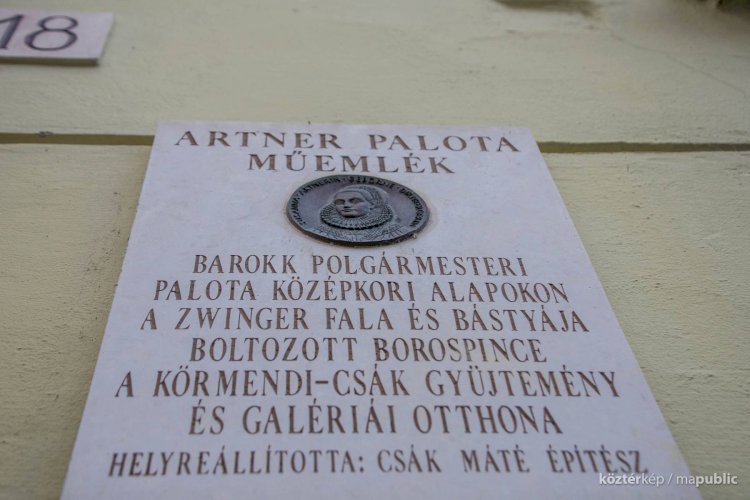 18
ARTNER PALOTA
MŰEMLÉK
BAROKK POLGÁRMESTERI
PALOTA KÖZÉPKORI ALAPOKON
A ZWINGER FALA ÉS BÁSTYÁJA
BOLTOZOTT BOROSPINCE
A KÖRMENDI-CSÁK GYÜJTEMÉNY
ÉS GALÉRIÁI OTTHONA
HELYREÁLLÍTOTTA: CSÁK MÁTÉ ÉPÍTÉSZ
köztérkép / mapublic